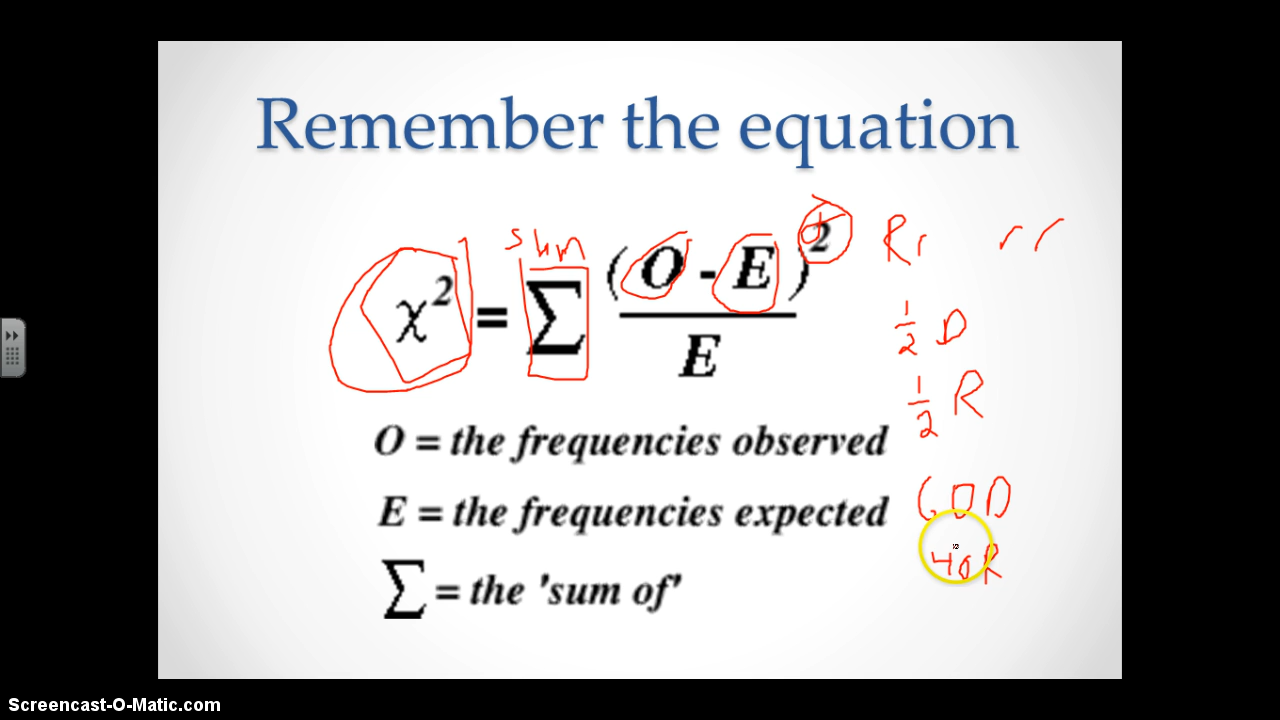 Remember the equation
sum
χ² = Σ (O - E)² / E
Rr rr
1/2 D
1/2 R
O = the frequencies observed
60D
E = the frequencies expected
40R
Σ = the 'sum of'
Screencast-O-Matic.com